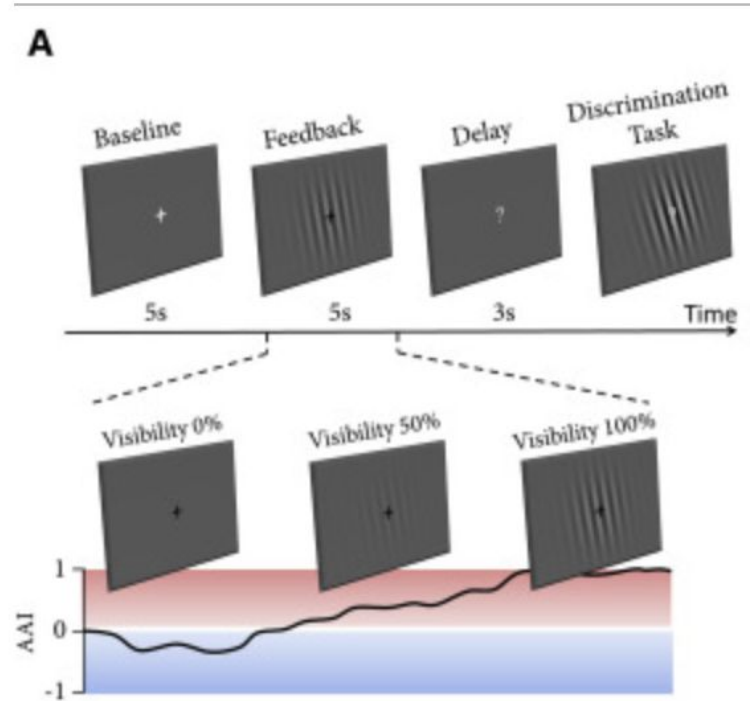 A
Baseline
Feedback
Delay
Discrimination
Task
?
?
5s
5s
3s
Time
Visibility 0%
Visibility 50%
Visibility 100%
1
0
-1
AAI